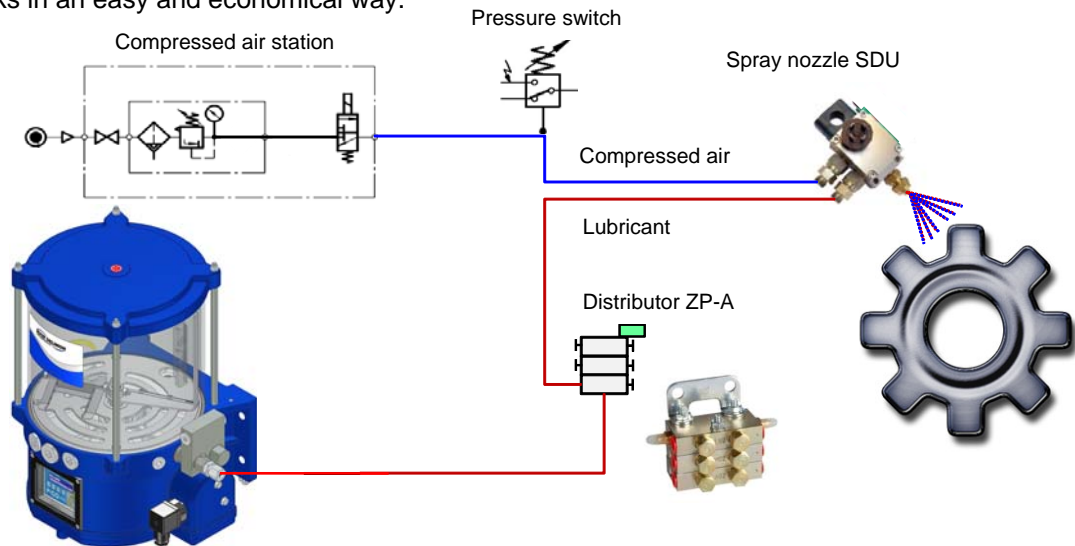 ks in an easy and economical way.
Pressure switch
Compressed air station
Spray nozzle SDU
Compressed air
Lubricant
Distributor ZP-A